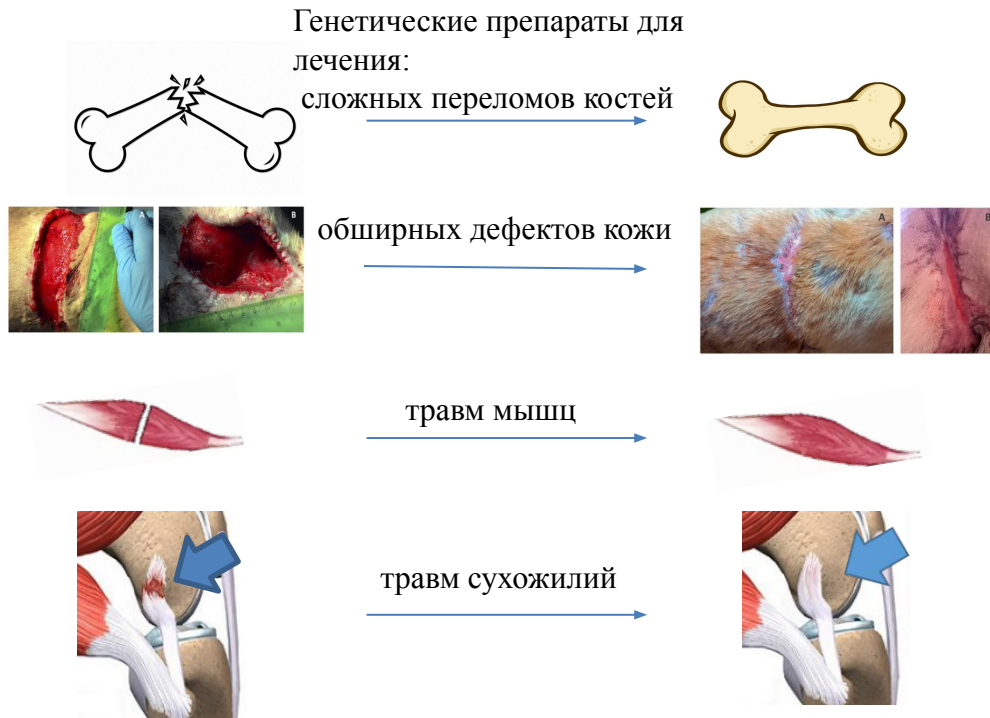 Генетические препараты для
лечения:
сложных переломов костей
A
B
обширных дефектов кожи
A
B
травм мышц
травм сухожилий